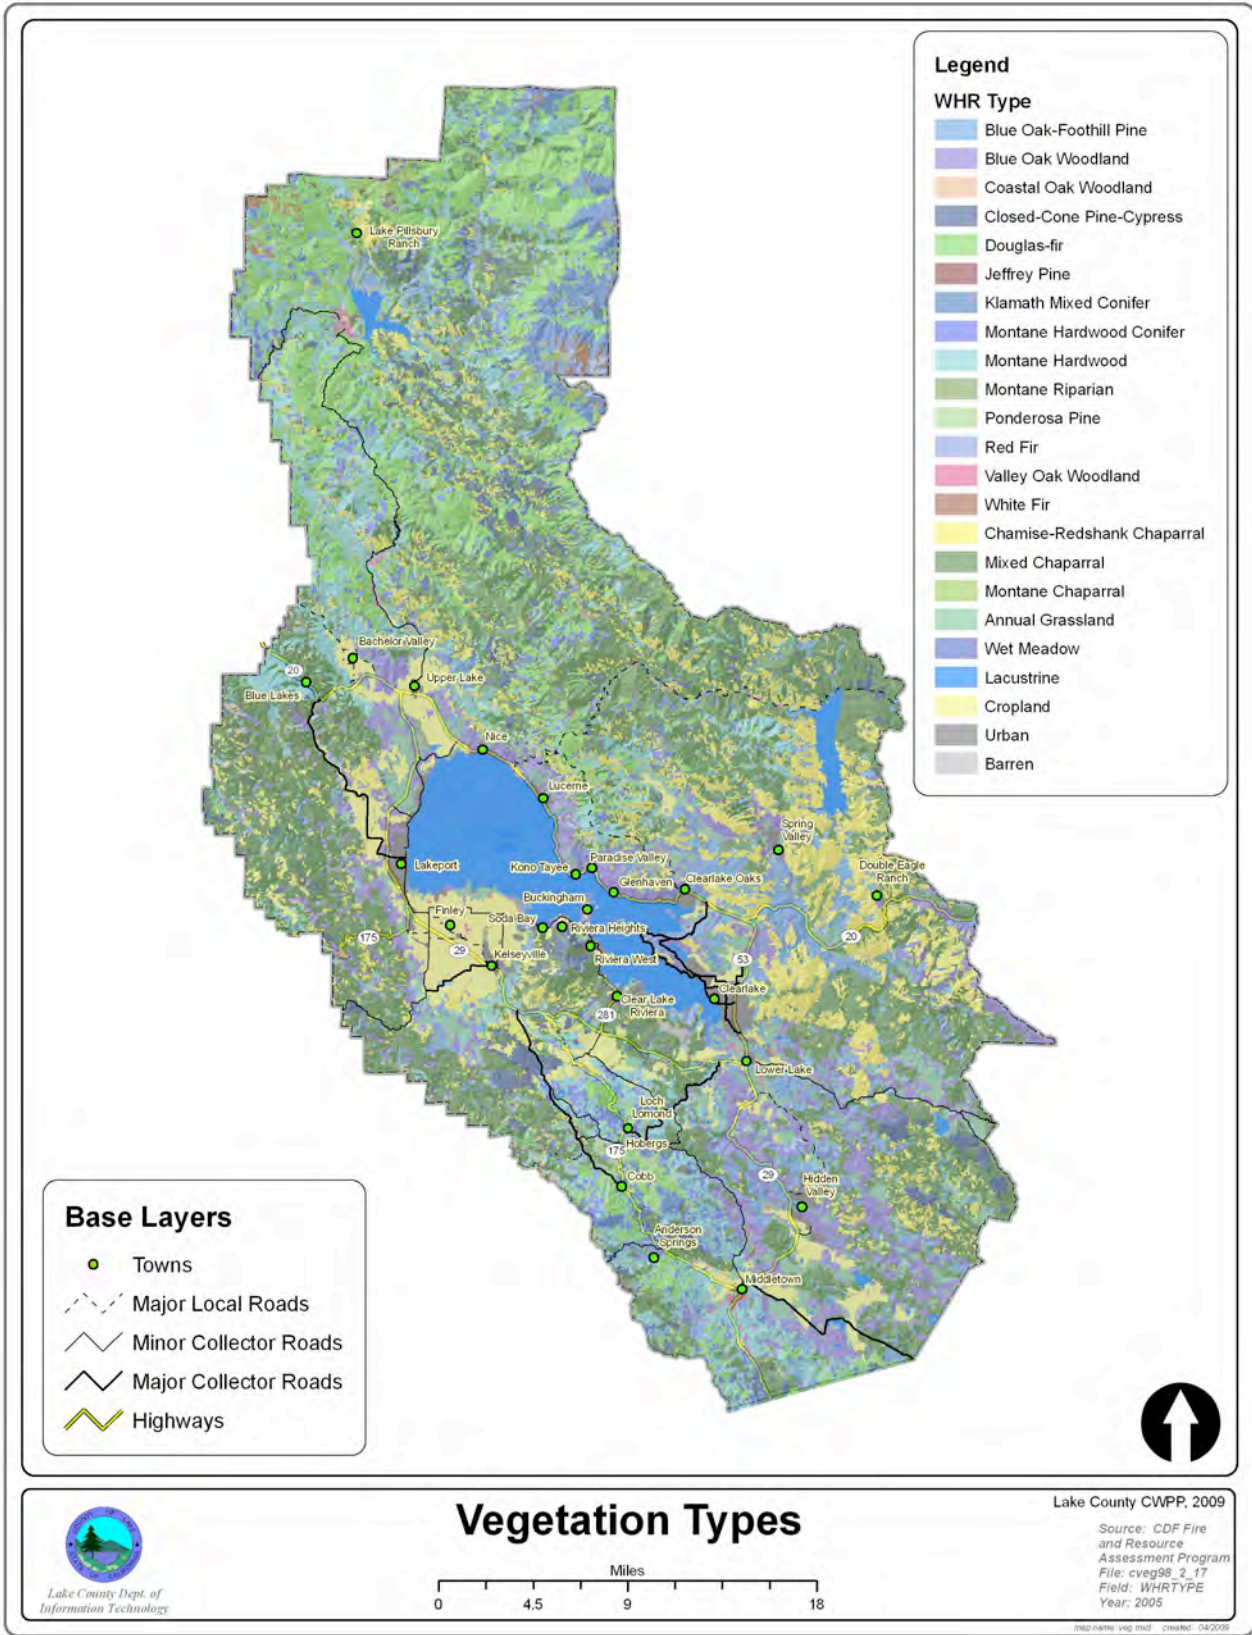 Legend
WHR Type
Blue Oak-Foothill Pine
Blue Oak Woodland
Coastal Oak Woodland
Closed-Cone Pine-Cypress
Douglas-fir
Jeffrey Pine
Klamath Mixed Conifer
Montane Hardwood Conifer
Montane Hardwood
Montane Riparian
Ponderosa Pine
Red Fir
Valley Oak Woodland
White Fir
Chamise-Redshank Chaparral
Mixed Chaparral
Montane Chaparral
Annual Grassland
Wet Meadow
Lacustrine
Cropland
Urban
Barren
Lake Pillsbury
Ranch
Bachelor Valley
20
Blue Lakes
Upper Lake
Nice
Lucerne
Spring
Valley
Lakeport
Kono Tayee
Paradise Valley
Glenhaven
Clearlake Oaks
Double Eagle
Ranch
Buckingham
Finley
Soda Bay
Riviera Heights
175
29
20
Kelseyville
Riviera West
53
Clearlake
Clear Lake
Riviera
281
Lower Lake
Loch
Lomond
Hobergs
175
Cobb
29
Hidden
Valley
Anderson
Springs
Middletown
Base Layers
Towns
Major Local Roads
Minor Collector Roads
Major Collector Roads
Highways
Lake County Dept. of
Information Technology
Vegetation Types
Miles
0 4.5 9 18
Lake County CWPP, 2009
Source: CDF Fire
and Resource
Assessment Program
File: cveg98_2_17
Field: WHRTYPE
Year: 2005
created: 04/2009